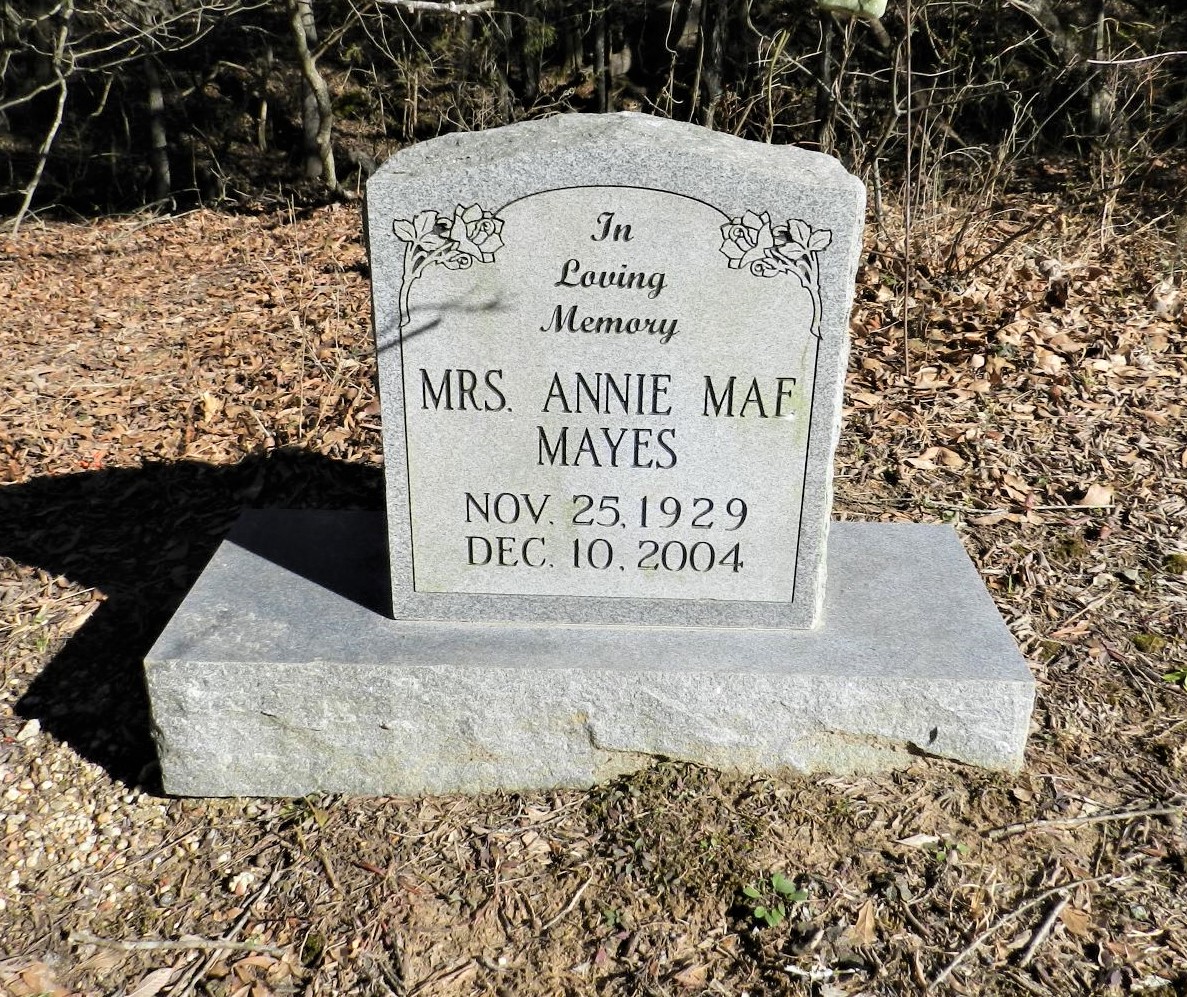 In
Loving
Memory
MRS. ANNIE MAE
MAYES
NOV. 25, 1929
DEC. 10, 2004